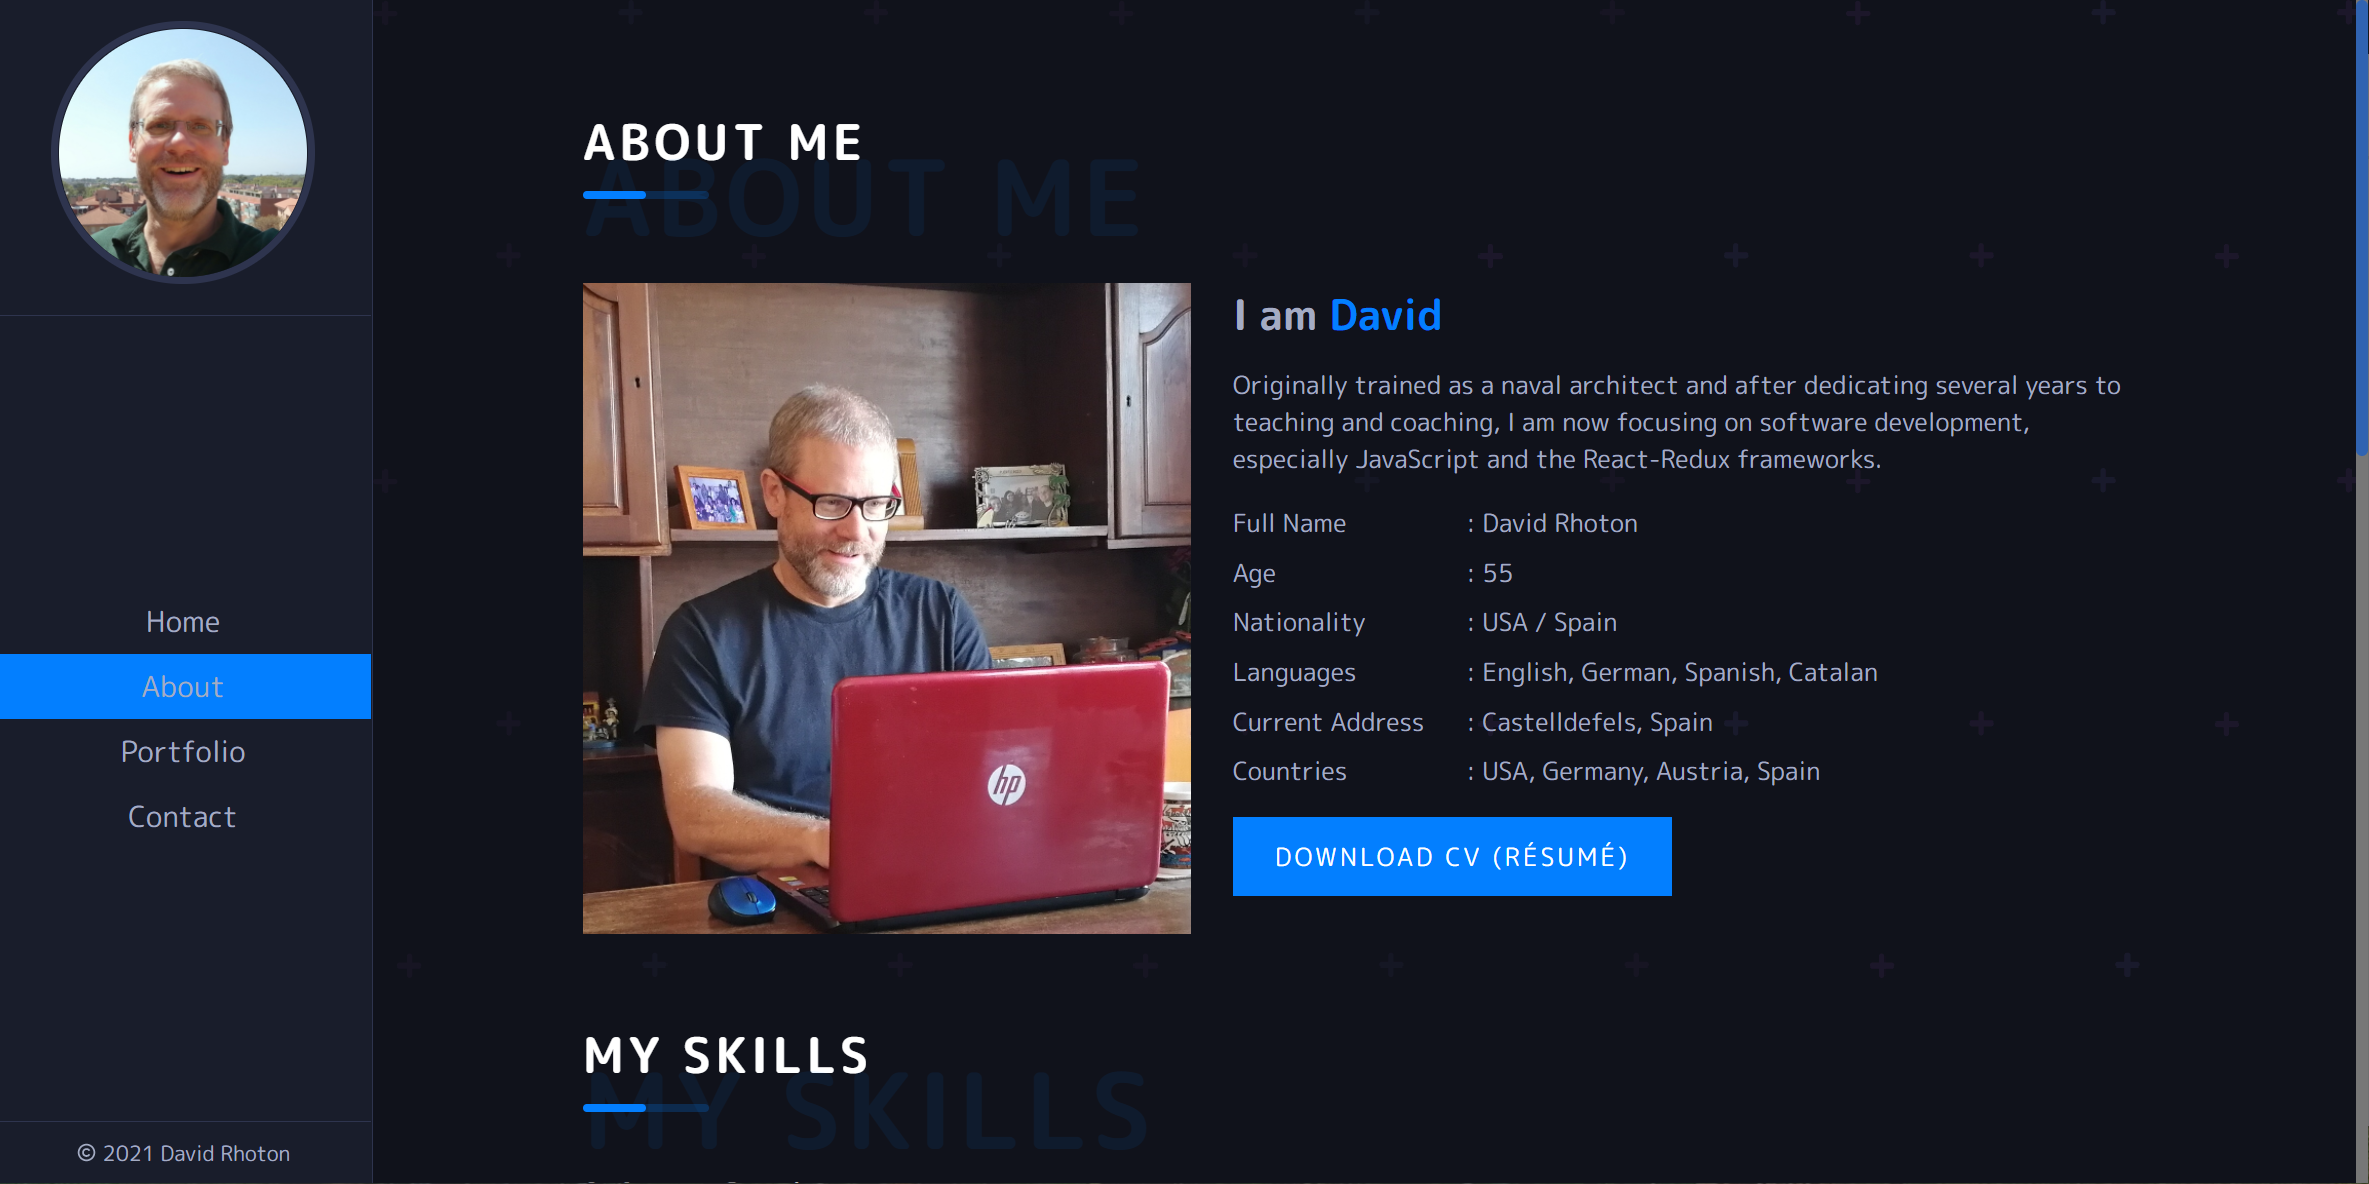 Home
About
Portfolio
Contact
© 2021 David Rhoton
ABOUT ME
ABOUT ME
hp
I am David
Originally trained as a naval architect and after dedicating several years to
teaching and coaching, I am now focusing on software development,
especially JavaScript and the React-Redux frameworks.
Full Name : David Rhoton
Age : 55
Nationality : USA / Spain
Languages : English, German, Spanish, Catalan
Current Address : Castelldefels, Spain
Countries : USA, Germany, Austria, Spain
DOWNLOAD CV (RÉSUMÉ)
MY SKILLS
MY SKILLS